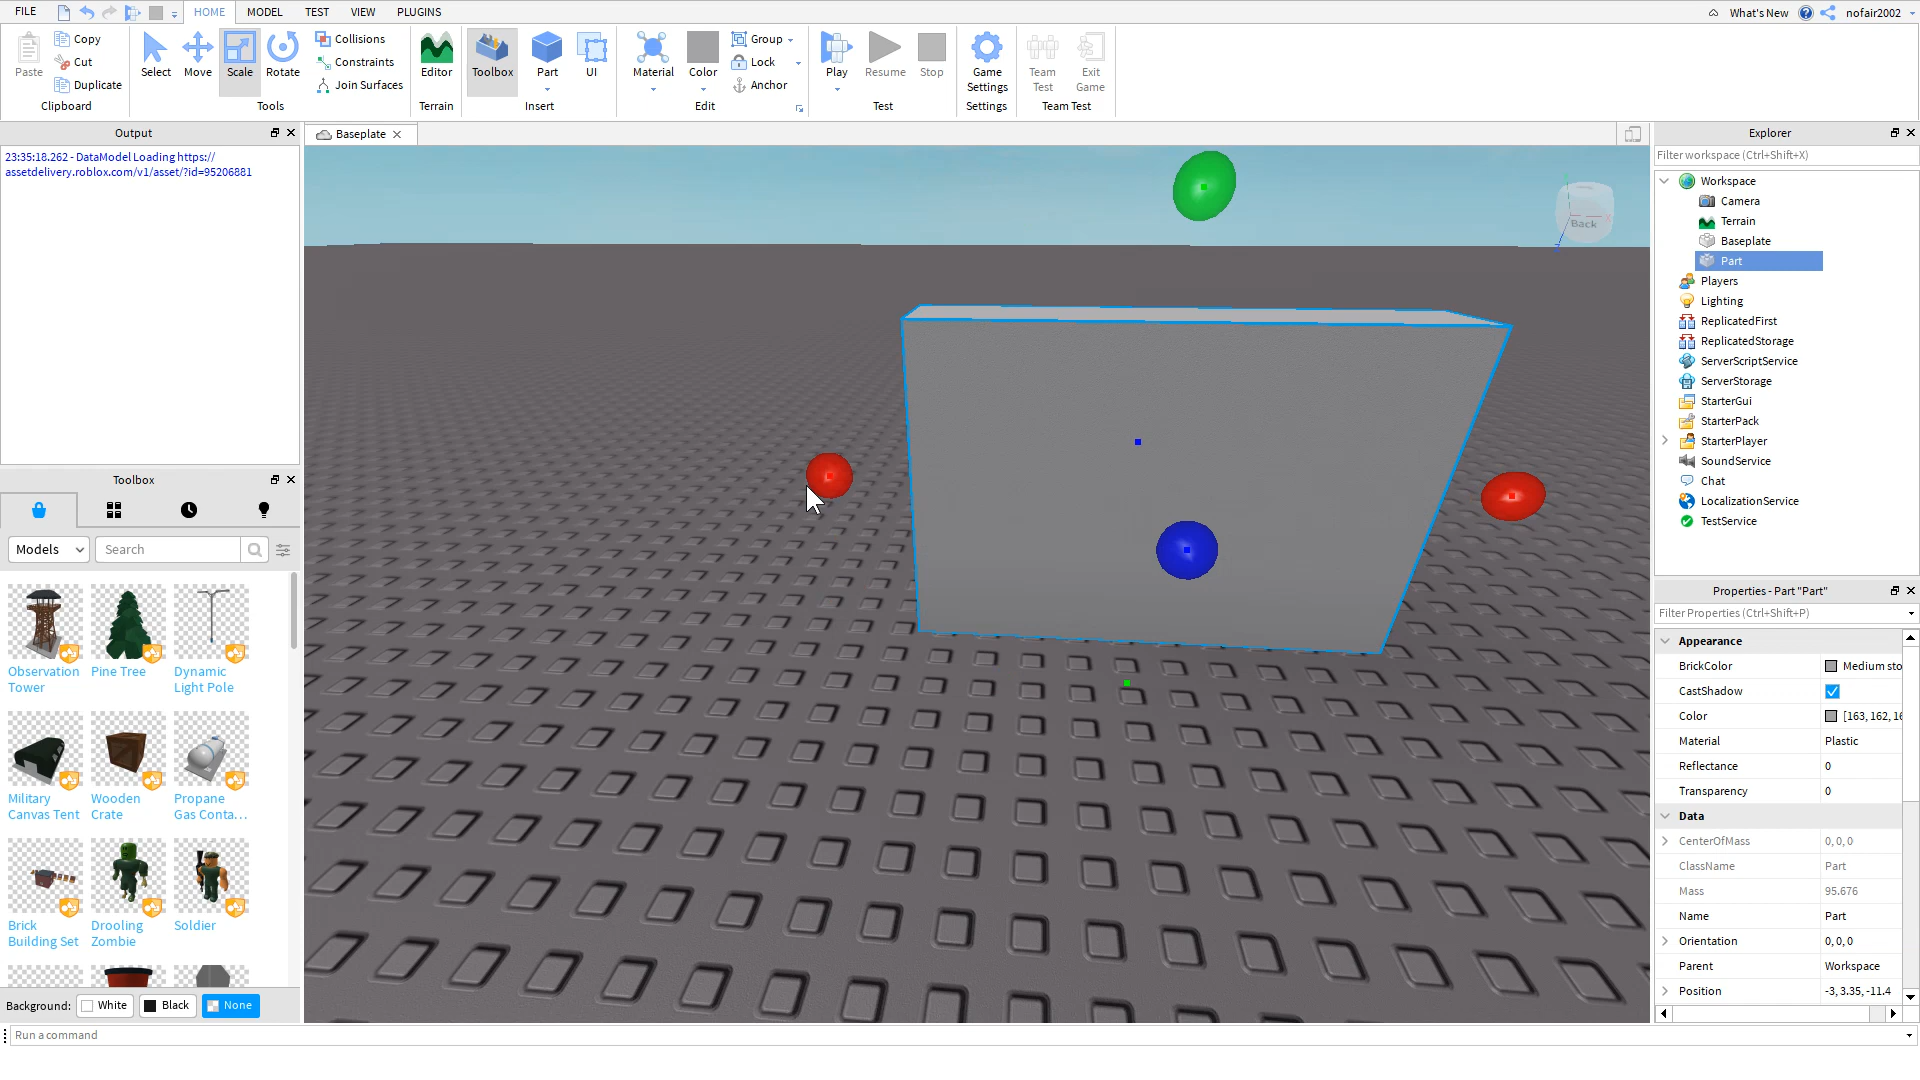 FILE
HOME
MODEL
TEST
VIEW
PLUGINS
What's New
nofair2002
Paste
Copy
Cut
Duplicate
Clipboard
Select
Move
Scale
Rotate
Tools
Collisions
Constraints
Join Surfaces
Editor
Terrain
Toolbox
Part
UI
Insert
Material
Color
Group
Lock
Anchor
Edit
Play
Resume
Stop
Test
Game
Settings
Settings
Team
Test
Exit
Game
Team Test
Output
23:35:18.262 - DataModel Loading https://
assetdelivery.roblox.com/v1/asset/?id=95206881
Toolbox
Models
Search
Observation
Tower
Pine Tree
Dynamic
Light Pole
Military
Canvas Tent
Wooden
Crate
Propane
Gas Conta...
Brick
Building Set
Drooling
Zombie
Soldier
Background:
White
Black
None
Run a command
Baseplate
Back
Explorer
Filter workspace (Ctrl+Shift+X)
Workspace
Camera
Terrain
Baseplate
Part
Players
Lighting
ReplicatedFirst
ReplicatedStorage
ServerScriptService
ServerStorage
StarterGui
StarterPack
StarterPlayer
SoundService
Chat
LocalizationService
TestService
Properties - Part "Part"
Filter Properties (Ctrl+Shift+P)
Appearance
BrickColor Medium sto
CastShadow
Color [163, 162, 16
Material Plastic
Reflectance 0
Transparency 0
Data
CenterOfMass 0, 0, 0
ClassName Part
Mass 95.676
Name Part
Orientation 0, 0, 0
Parent Workspace
Position -3, 3.35, -11.4